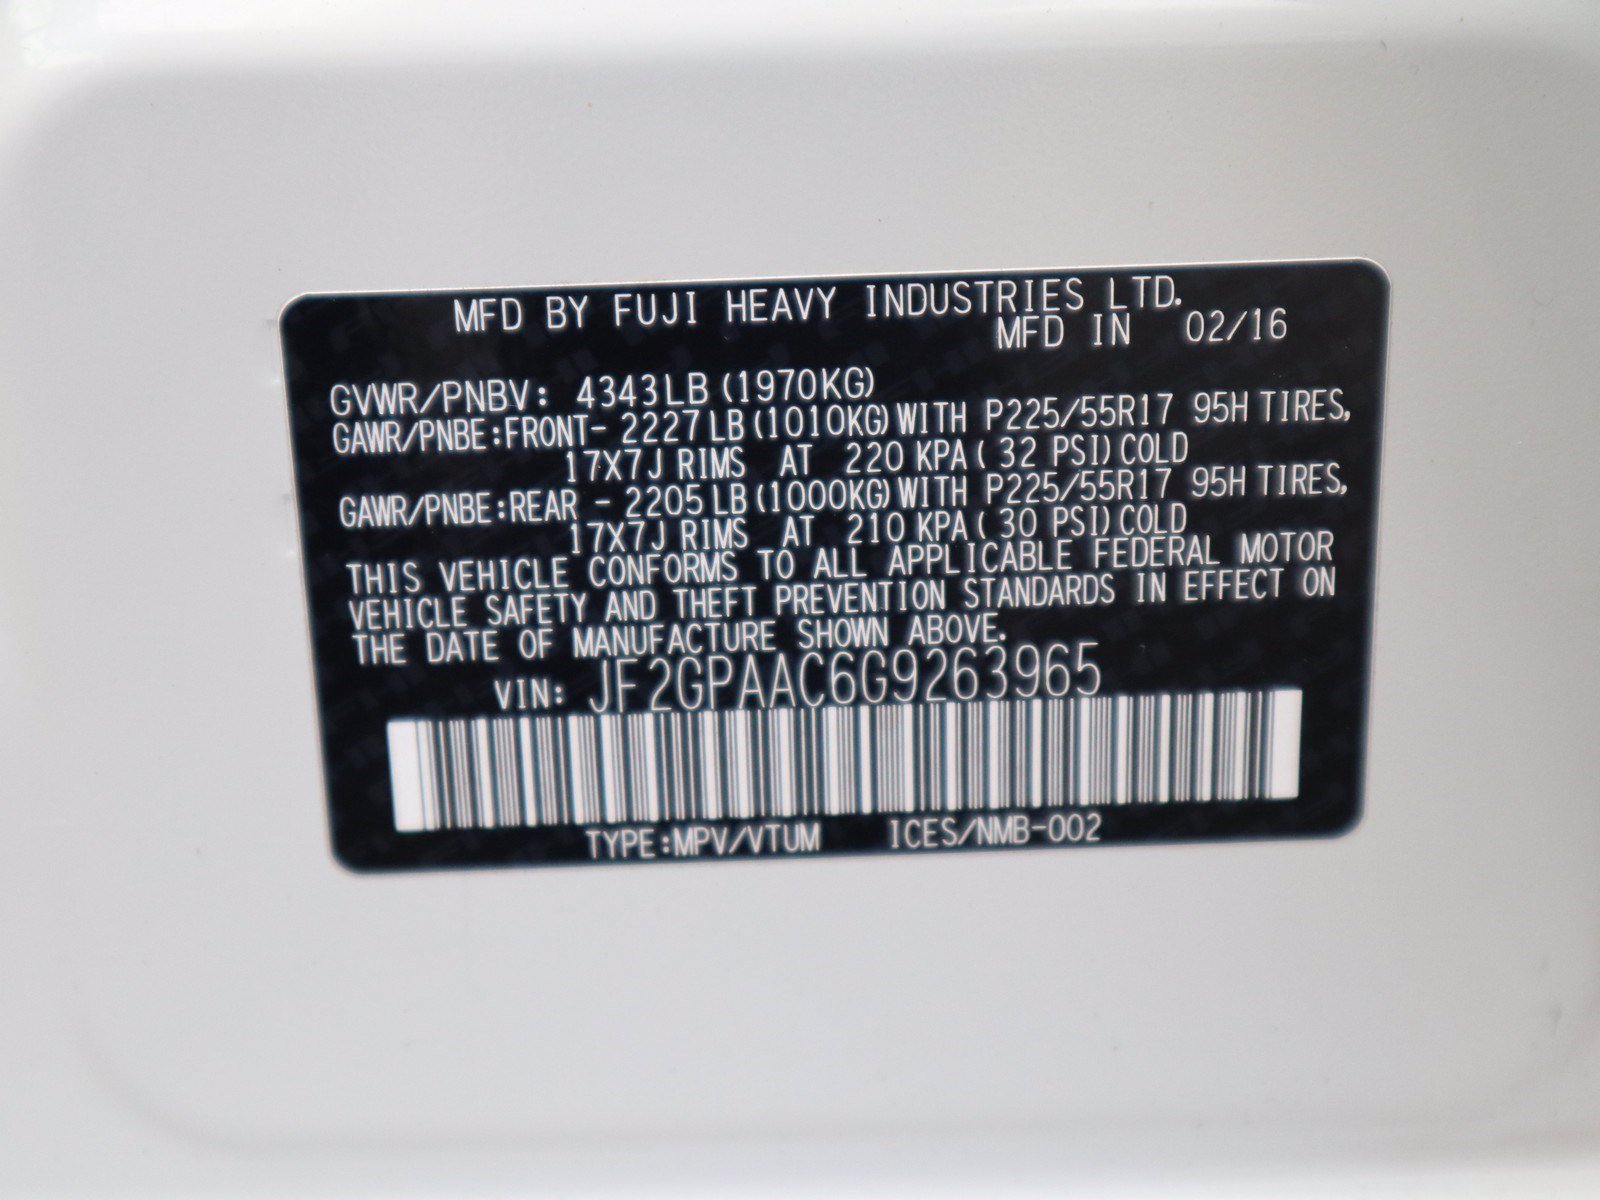 MFD BY FUJI HEAVY INDUSTRIES LTD.
MFD IN 02/16
GVWR/PNBV: 4343LB (1970KG)
GAWR/PNBE:FRONT- 2227LB (1010KG) WITH P225/55R17 95H TIRES,
17X7J RIMS AT 220 KPA ( 32 PSI) COLD
GAWR/PNBE:REAR - 2205LB (1000KG) WITH P225/55R17 95H TIRES,
17X7J RIMS AT 210 KPA ( 30 PSI) COLD
THIS VEHICLE CONFORMS TO ALL APPLICABLE FEDERAL MOTOR
VEHICLE SAFETY AND THEFT PREVENTION STANDARDS IN EFFECT ON
THE DATE OF MANUFACTURE SHOWN ABOVE.
VIN: JF2GPAAC6G9263965
TYPE:MPV/VTUM ICES/NMB-002